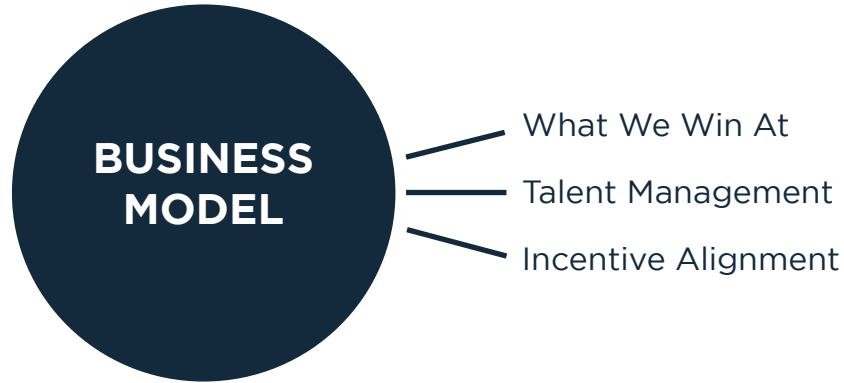 BUSINESS
MODEL
What We Win At
Talent Management
Incentive Alignment